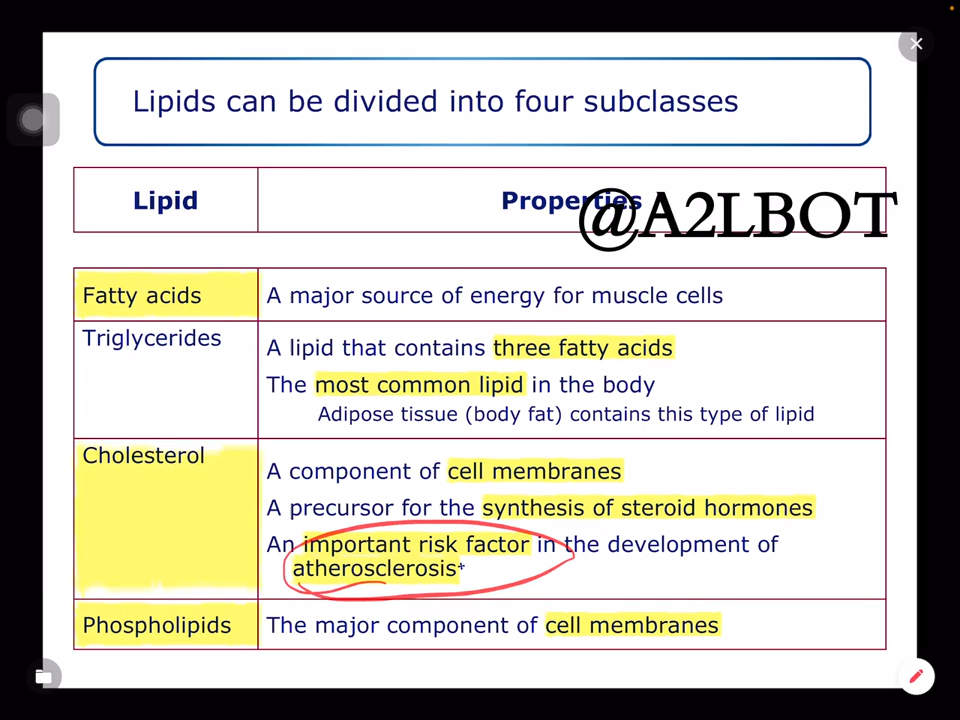 Lipids can be divided into four subclasses
Lipid
Properties
@A2LBOT
Fatty acids
A major source of energy for muscle cells
Triglycerides
A lipid that contains three fatty acids
The most common lipid in the body
Adipose tissue (body fat) contains this type of lipid
Cholesterol
A component of cell membranes
A precursor for the synthesis of steroid hormones
An important risk factor in the development of
atherosclerosis+
Phospholipids
The major component of cell membranes